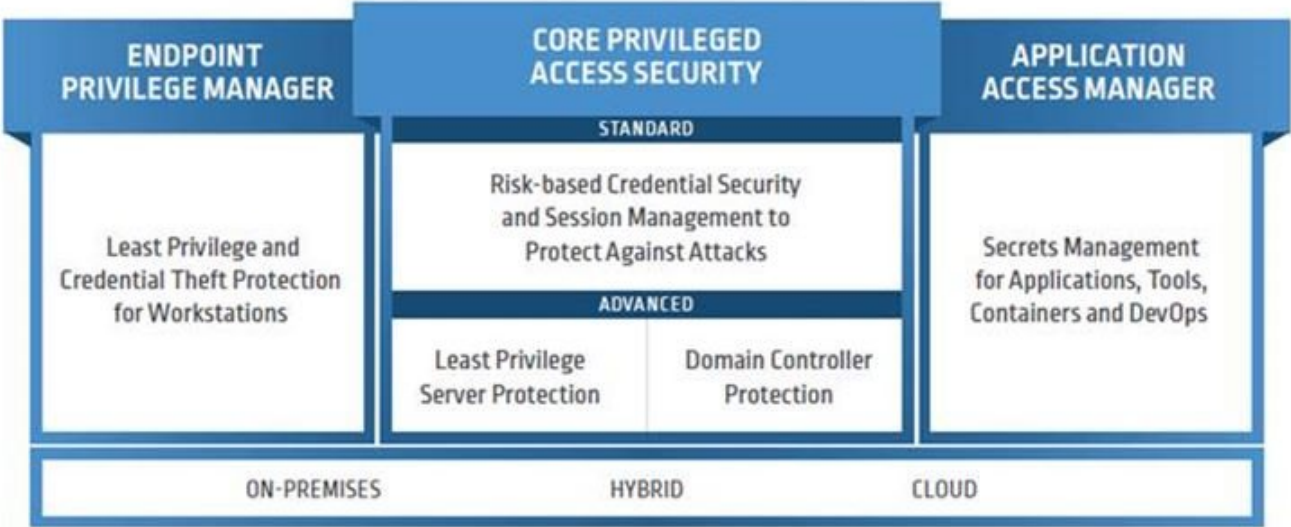 ENDPOINT
PRIVILEGE MANAGER
Least Privilege and
Credential Theft Protection
for Workstations
CORE PRIVILEGED
ACCESS SECURITY
STANDARD
Risk-based Credential Security
and Session Management to
Protect Against Attacks
ADVANCED
Least Privilege
Server Protection
Domain Controller
Protection
APPLICATION
ACCESS MANAGER
Secrets Management
for Applications, Tools,
Containers and DevOps
ON-PREMISES
HYBRID
CLOUD